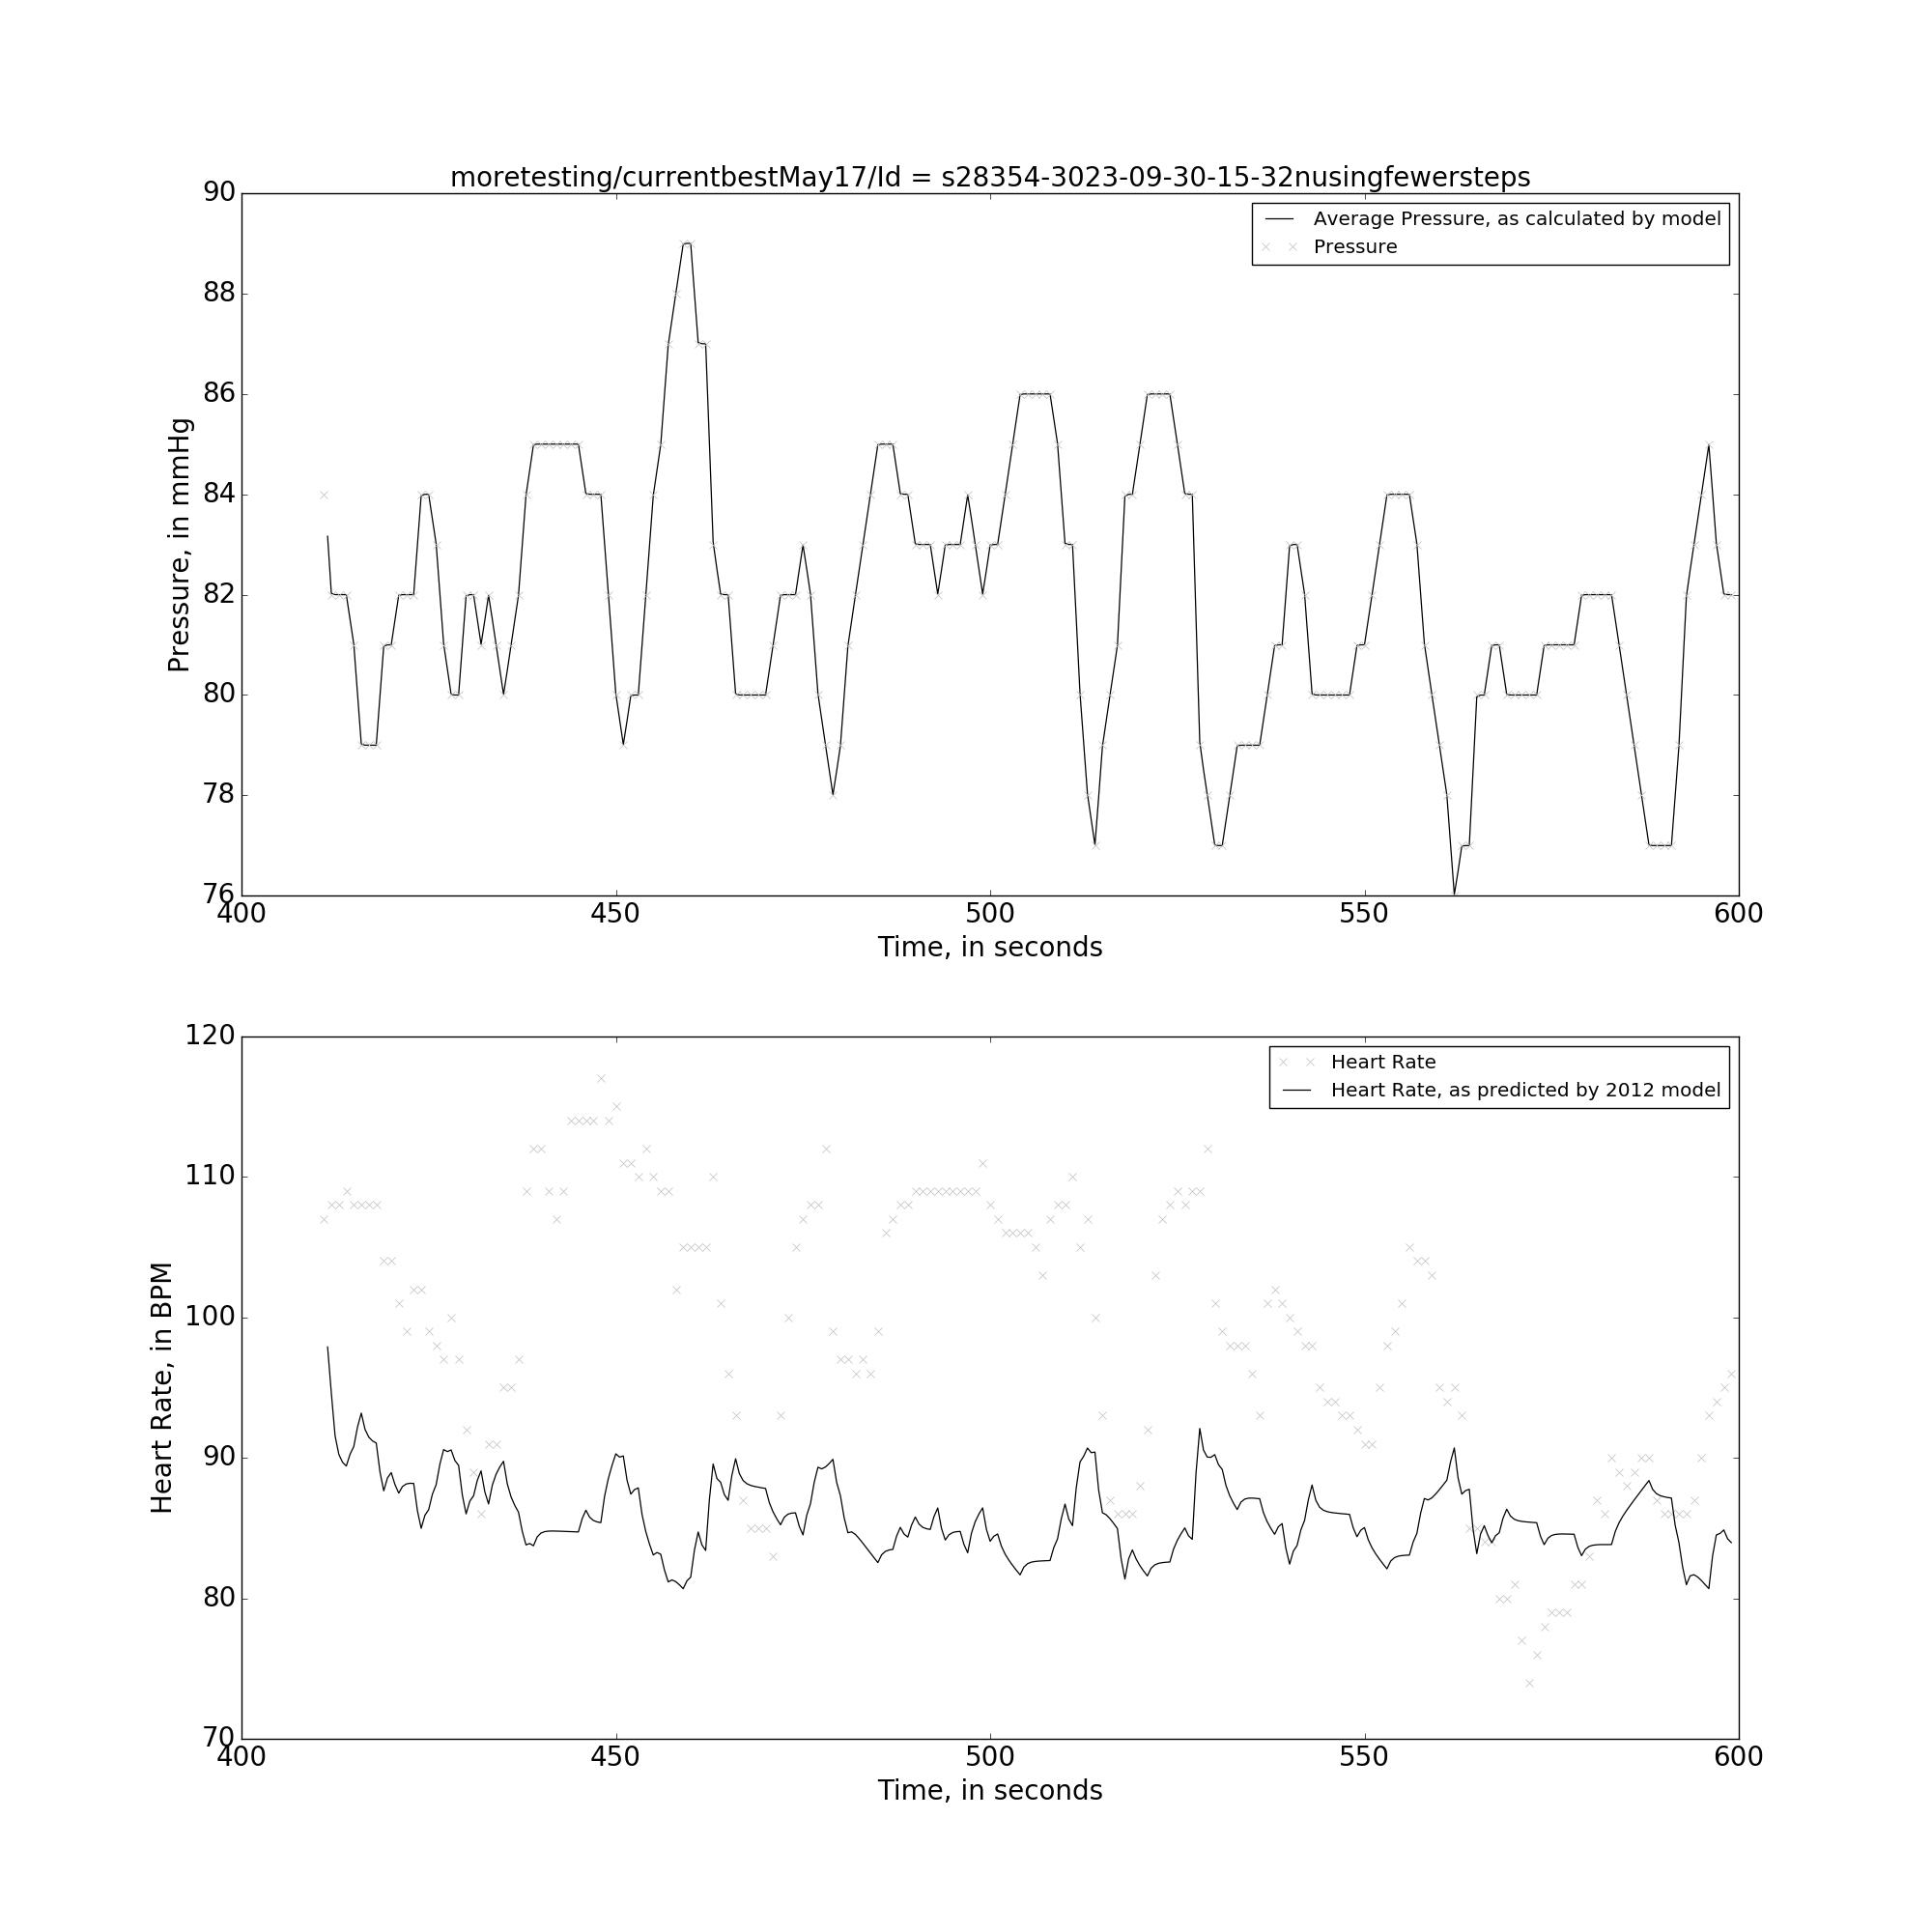 moretesting/currentbestMay17/Id = s28354-3023-09-30-15-32nusingfewersteps
Average Pressure, as calculated by model
Pressure
90
88
86
84
82
80
78
76
Pressure, in mmHg
400 450 500 550 600
Time, in seconds
Heart Rate
Heart Rate, as predicted by 2012 model
120
110
100
90
80
70
Heart Rate, in BPM
400 450 500 550 600
Time, in seconds